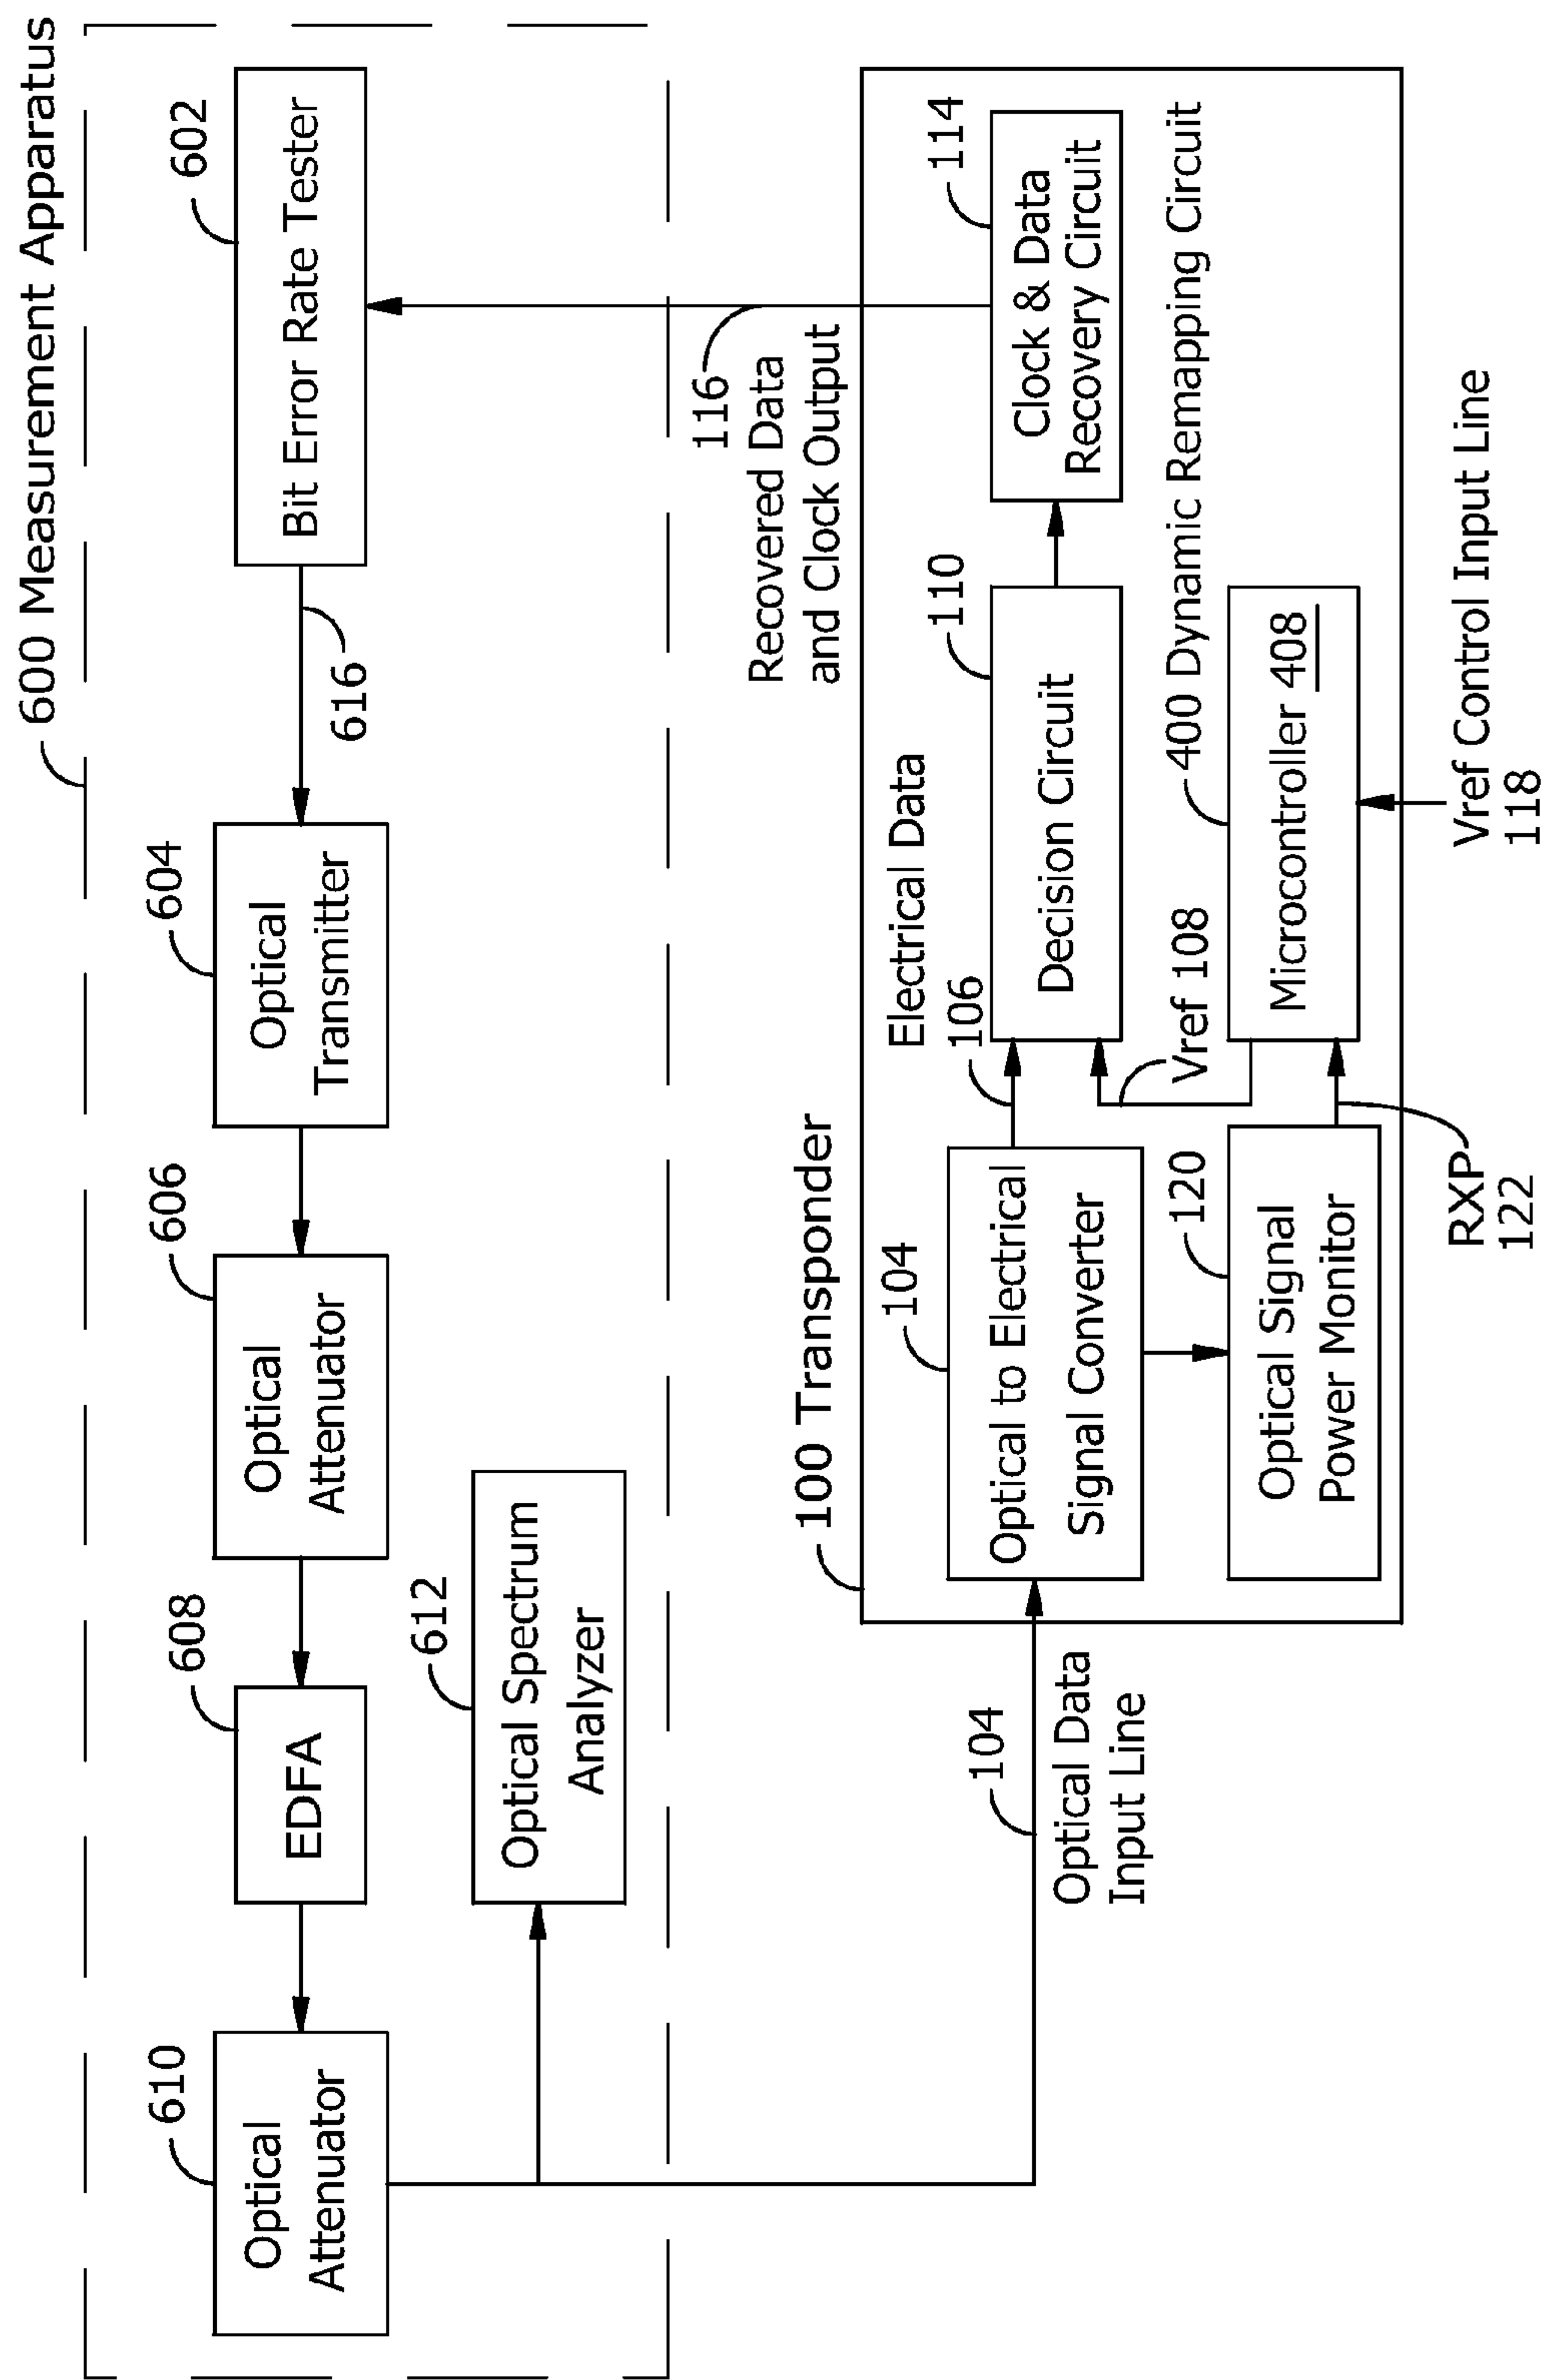 600 Measurement Apparatus
610
Optical
Attenuator
608
EDFA
606
Optical
Attenuator
604
Optical
Transmitter
616
602
Bit Error Rate Tester
612
Optical Spectrum
Analyzer
116
Recovered Data
and Clock Output
100 Transponder
104
Optical Data
Input Line
104
Optical to Electrical
Signal Converter
Electrical Data
106
110
Decision Circuit
114
Clock & Data
Recovery Circuit
Vref 108
120
Optical Signal
Power Monitor
400 Dynamic Remapping Circuit
Microcontroller 408
RXP
122
Vref Control Input Line
118